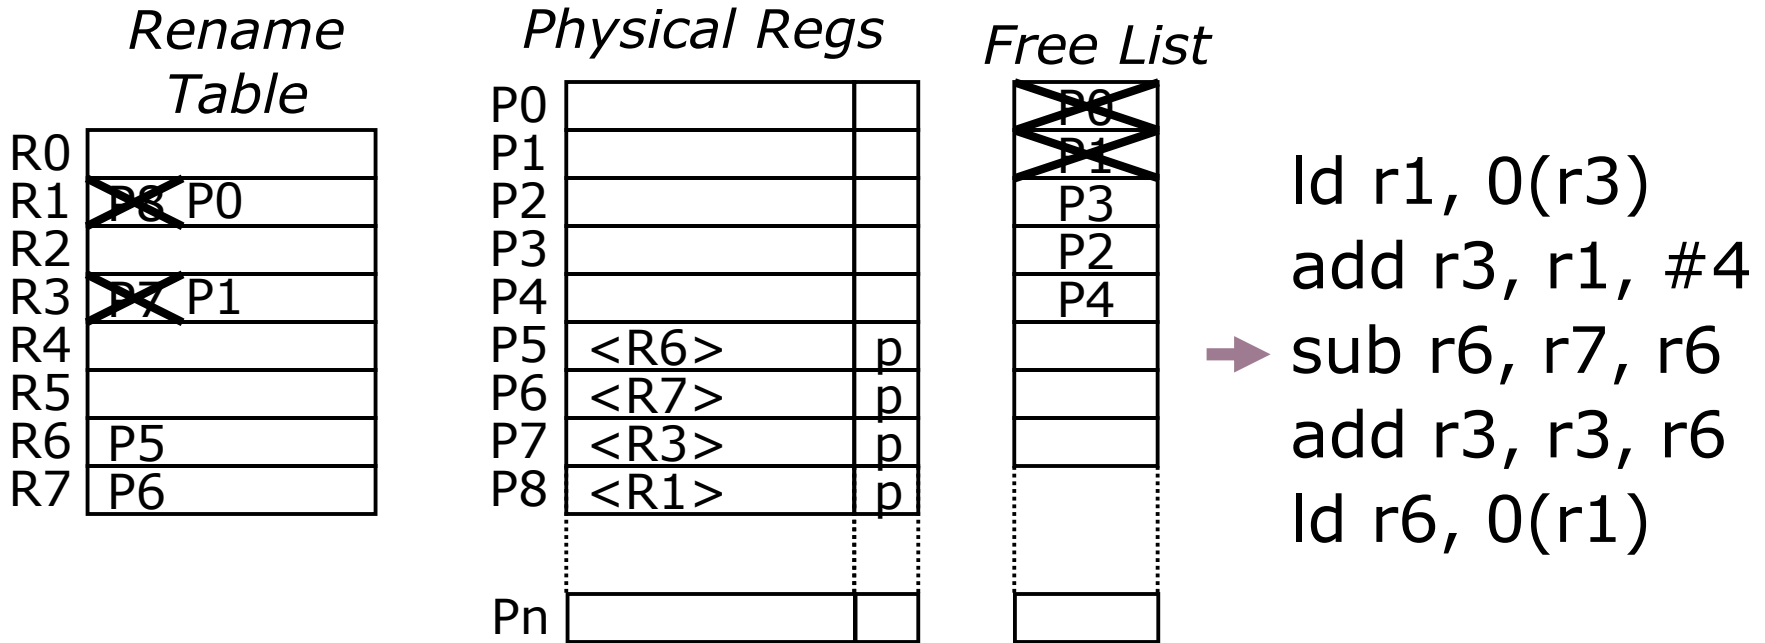 Rename
Table
R0
R1 P8 P0
R2
R3 P7 P1
R4
R5
R6 P5
R7 P6
Physical Regs
P0
P1
P2
P3
P4
P5 <R6> p
P6 <R7> p
P7 <R3> p
P8 <R1> p
Pn
Free List
P0
P1
P3
P2
P4
ld r1, 0(r3)
add r3, r1, #4
sub r6, r7, r6
add r3, r3, r6
ld r6, 0(r1)